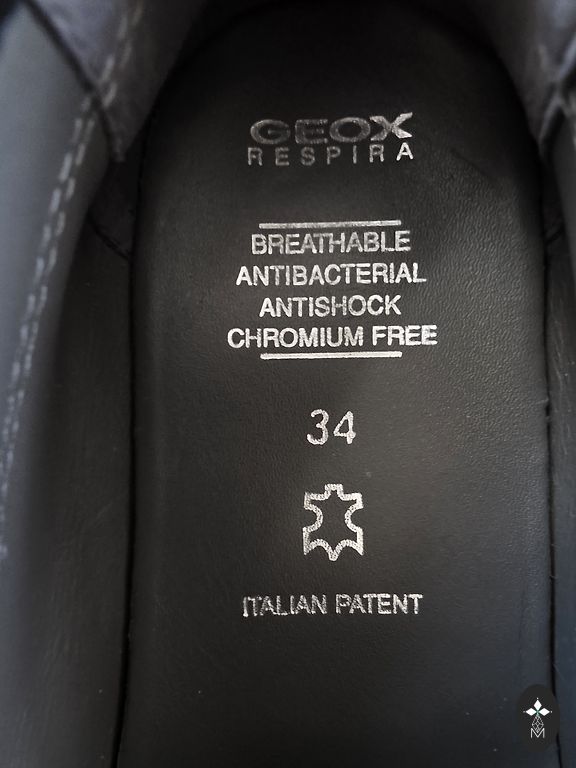 GEOX
RESPIRA
BREATHABLE
ANTIBACTERIAL
ANTISHOCK
CHROMIUM FREE
34
ITALIAN PATENT
M